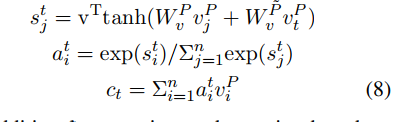 s_j^t = v^T tanh(W_v^P v_j^P + W_v^{P̃} v_t^P)
a_i^t = exp(s_i^t)/Σ_{j=1}^n exp(s_j^t)
c_t = Σ_{i=1}^n a_i^t v_i^P (8)